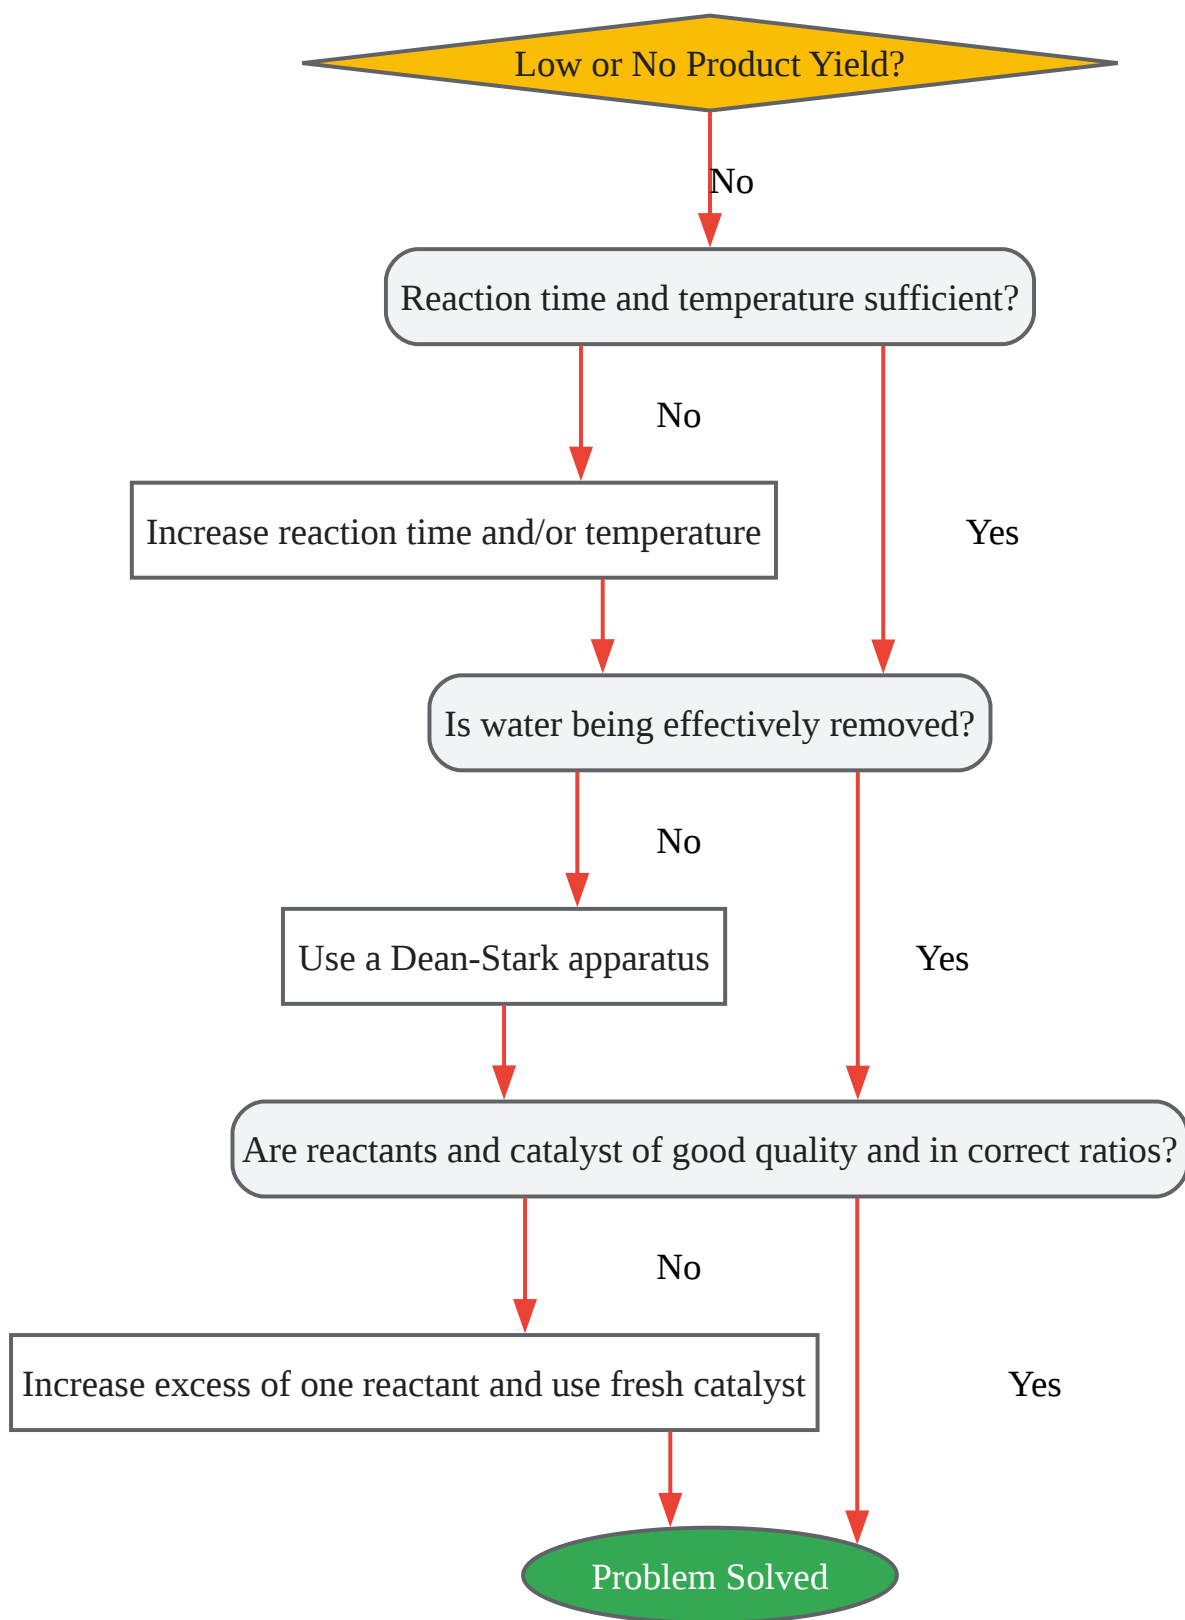 Low or No Product Yield?
No
Reaction time and temperature sufficient?
No
Increase reaction time and/or temperature
Yes
Is water being effectively removed?
No
Use a Dean-Stark apparatus
Yes
Are reactants and catalyst of good quality and in correct ratios?
No
Increase excess of one reactant and use fresh catalyst
Yes
Problem Solved